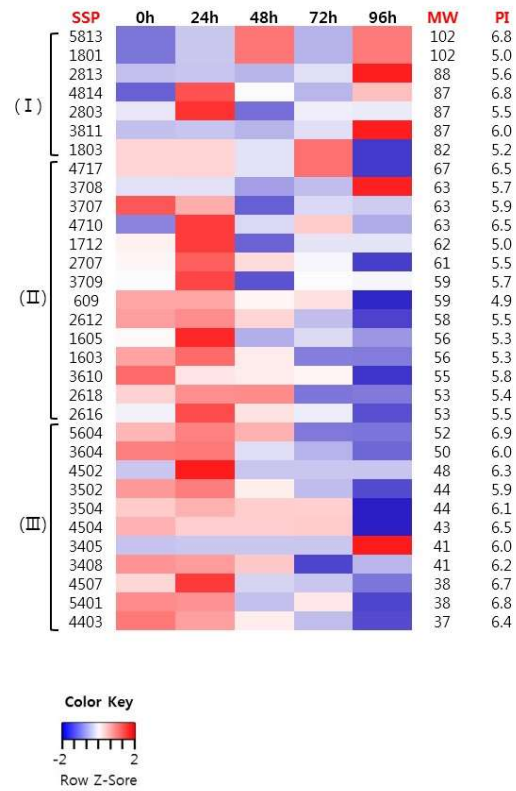 SSP 0h 24h 48h 72h 96h MW PI
5813 102 6.8
1801 102 5.0
2813 88 5.6
4814 87 6.8
(Ⅰ) 2803 87 5.5
3811 87 6.0
1803 82 5.2
4717 67 6.5
3708 63 5.7
3707 63 5.9
4710 63 6.5
1712 62 5.0
2707 61 5.5
(Ⅱ) 3709 59 5.7
609 59 4.9
2612 58 5.5
1605 56 5.3
1603 56 5.3
3610 55 5.8
2618 53 5.4
2616 53 5.5
5604 52 6.9
3604 50 6.0
4502 48 6.3
3502 44 5.9
3504 44 6.1
(Ⅲ) 4504 43 6.5
3405 41 6.0
3408 41 6.2
4507 38 6.7
5401 38 6.8
4403 37 6.4
Color Key
-2 2
Row Z-Sore